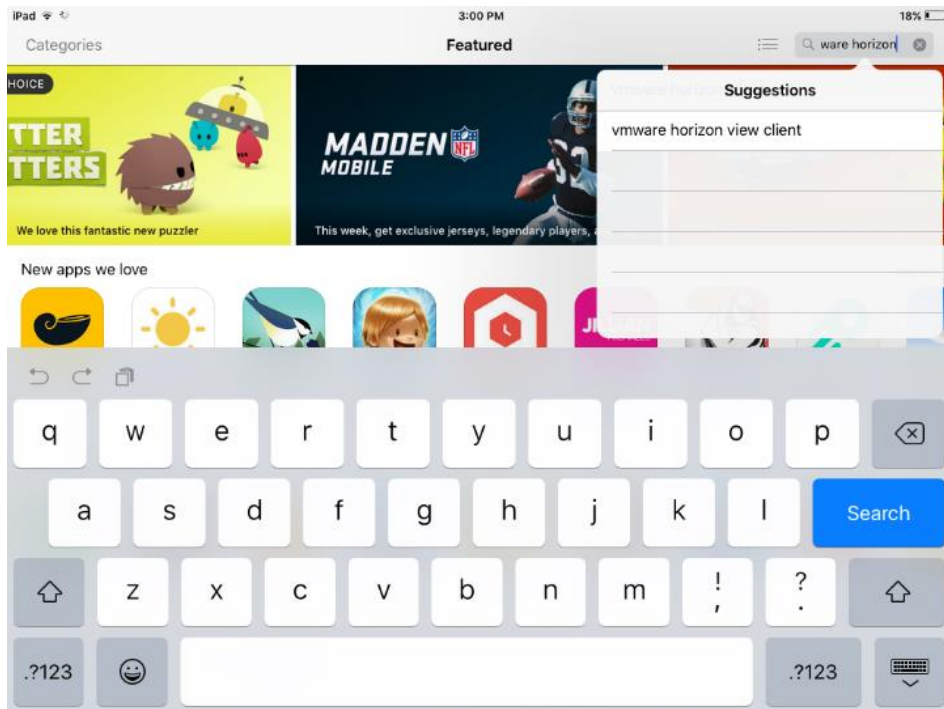 iPad 3:00 PM 18%
Categories Featured ware horizon
HOICE
Suggestions
vmware horizon view client
TTER
TTERS
MADDEN NFL
MOBILE
We love this fantastic new puzzler
This week, get exclusive jerseys, legendary players,
New apps we love
q w e r t y u i o p
a s d f g h j k l Search
z x c v b n m ! , ? .
.?123 .?123